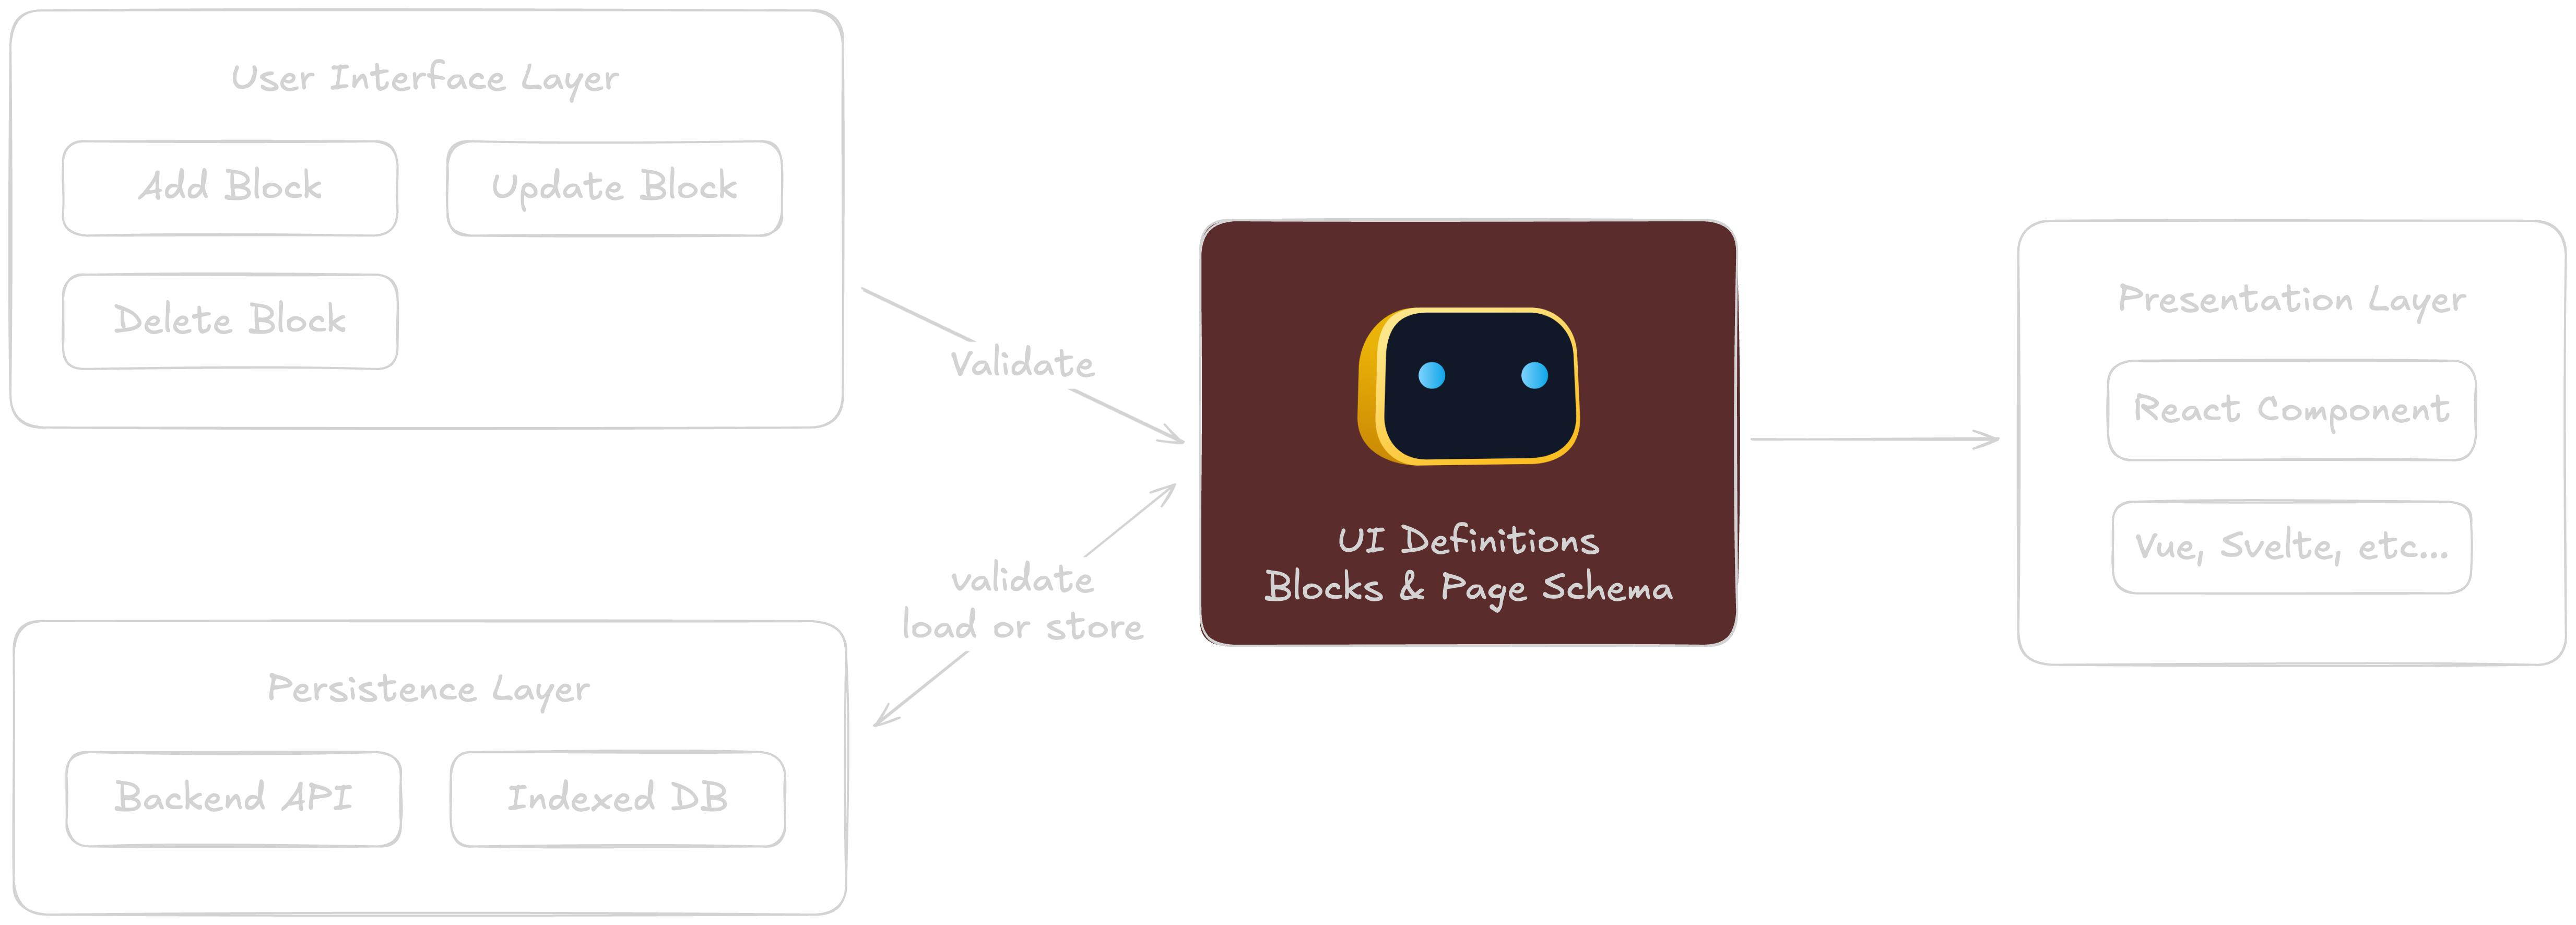 User Interface Layer
Add Block
Update Block
Delete Block
Validate
validate
load or store
Persistence Layer
Backend API
Indexed DB
UI Definitions
Blocks & Page Schema
Presentation Layer
React Component
Vue, Svelte, etc...